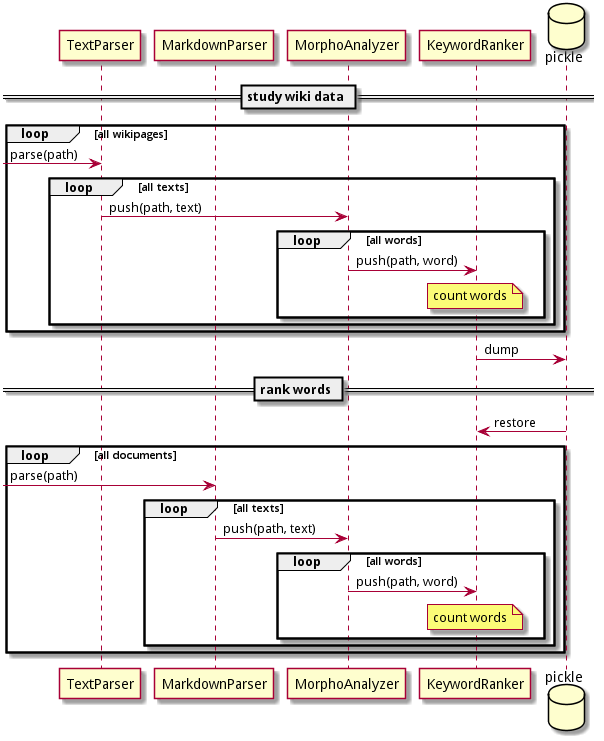 TextParser
MarkdownParser
MorphoAnalyzer
KeywordRanker
pickle
study wiki data
loop [all wikipages]
parse(path)
loop [all texts]
push(path, text)
loop [all words]
push(path, word)
count words
dump
rank words
restore
loop [all documents]
parse(path)
loop [all texts]
push(path, text)
loop [all words]
push(path, word)
count words
TextParser
MarkdownParser
MorphoAnalyzer
KeywordRanker
pickle